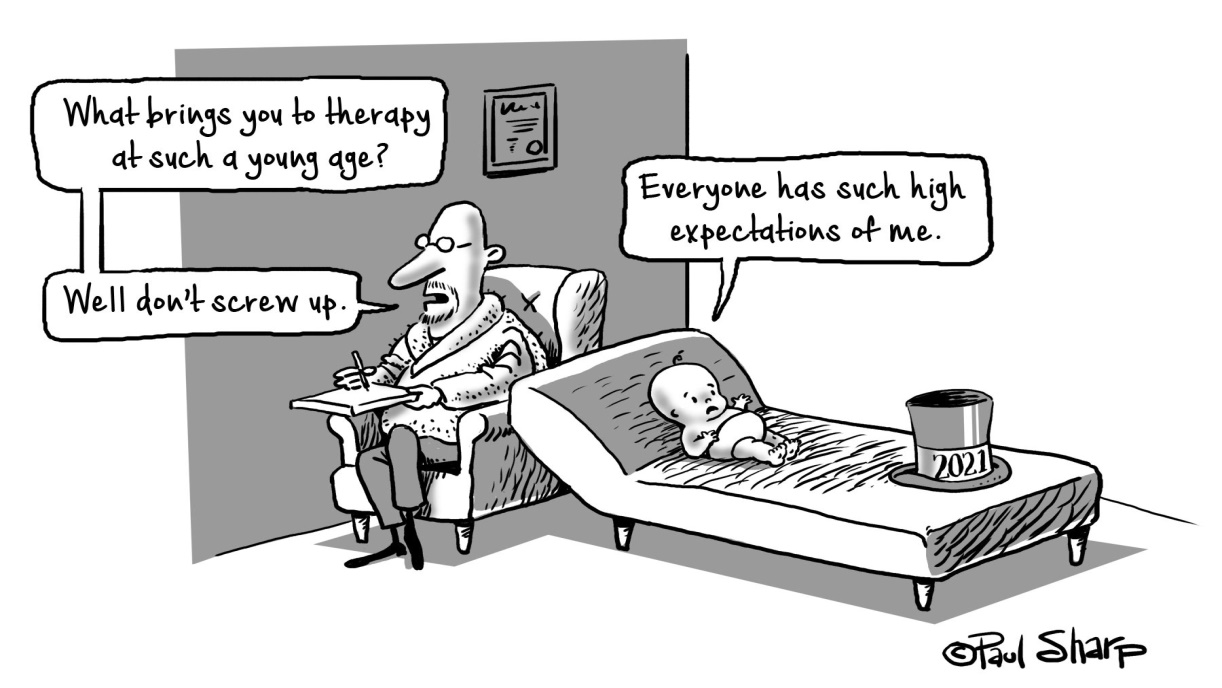 What brings you to therapy
at such a young age?
Everyone has such high
expectations of me.
Well don't screw up.
2021
©Paul Sharp